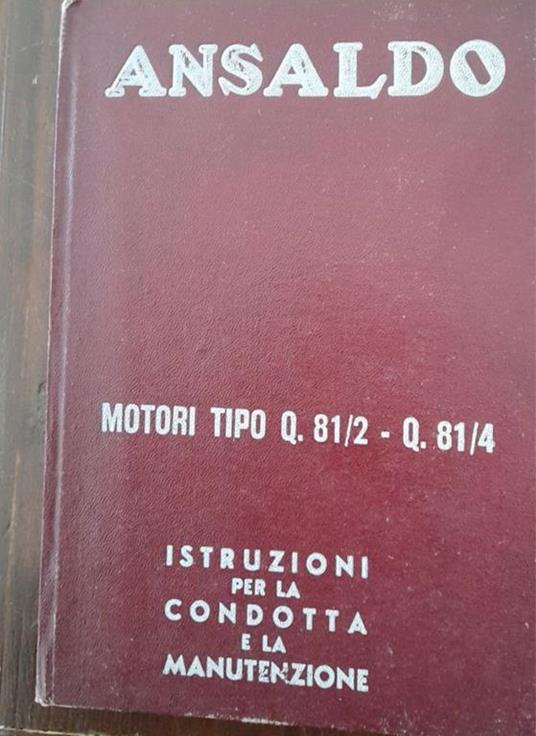 ANSALDO
MOTORI TIPO Q. 81/2 - Q. 81/4
ISTRUZIONI
PER LA
CONDOTTA
E LA
MANUTENZIONE